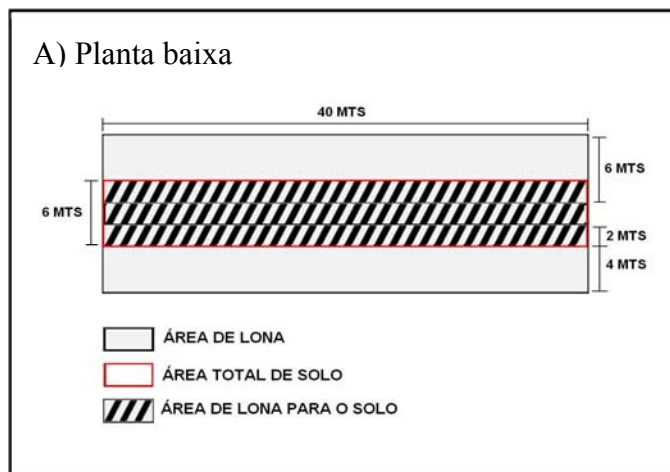 A) Planta baixa
40 MTS
6 MTS
6 MTS
2 MTS
4 MTS
ÁREA DE LONA
ÁREA TOTAL DE SOLO
ÁREA DE LONA PARA O SOLO